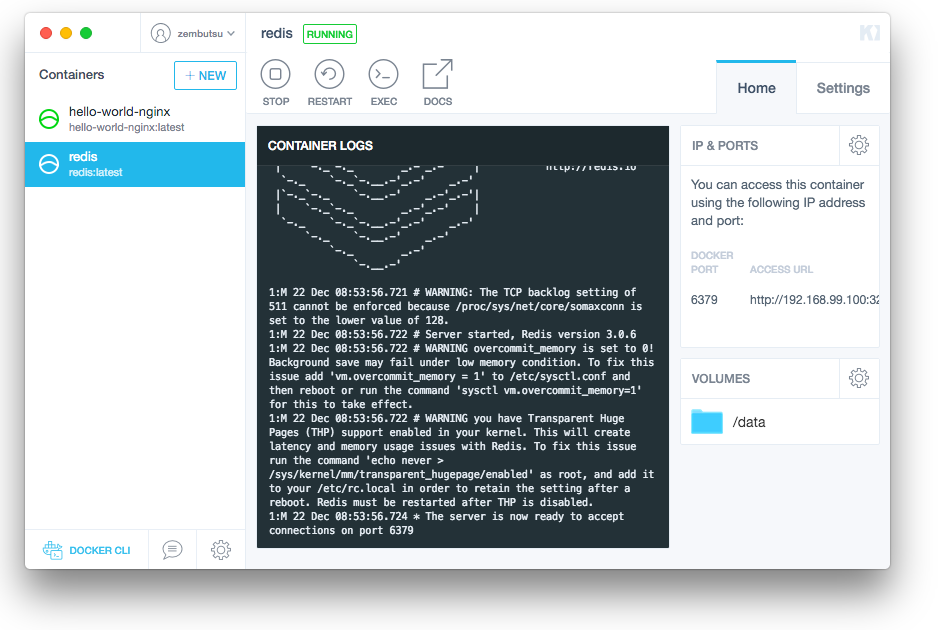 zembutsu
redis RUNNING
Containers
+ NEW
hello-world-nginx
hello-world-nginx:latest
redis
redis:latest
DOCKER CLI
STOP RESTART EXEC DOCS
Home Settings
CONTAINER LOGS
http://redis.io
1:M 22 Dec 08:53:56.721 # WARNING: The TCP backlog setting of
511 cannot be enforced because /proc/sys/net/core/somaxconn is
set to the lower value of 128.
1:M 22 Dec 08:53:56.722 # Server started, Redis version 3.0.6
1:M 22 Dec 08:53:56.722 # WARNING overcommit_memory is set to 0!
Background save may fail under low memory condition. To fix this
issue add 'vm.overcommit_memory = 1' to /etc/sysctl.conf and
then reboot or run the command 'sysctl vm.overcommit_memory=1'
for this to take effect.
1:M 22 Dec 08:53:56.722 # WARNING you have Transparent Huge
Pages (THP) support enabled in your kernel. This will create
latency and memory usage issues with Redis. To fix this issue
run the command 'echo never >
/sys/kernel/mm/transparent_hugepage/enabled' as root, and add it
to your /etc/rc.local in order to retain the setting after a
reboot. Redis must be restarted after THP is disabled.
1:M 22 Dec 08:53:56.724 * The server is now ready to accept
connections on port 6379
IP & PORTS
You can access this container
using the following IP address
and port:
DOCKER
PORT ACCESS URL
6379 http://192.168.99.100:32
VOLUMES
/data